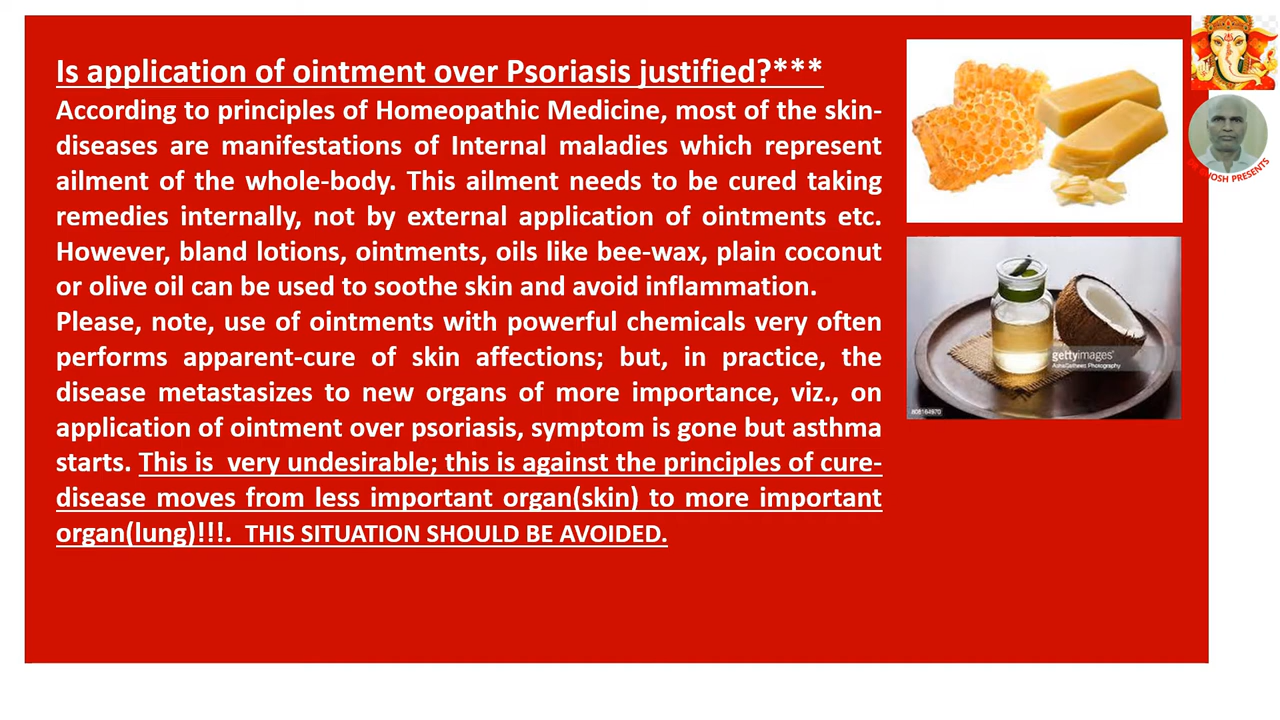 Is application of ointment over Psoriasis justified?***
According to principles of Homeopathic Medicine, most of the skin-
diseases are manifestations of Internal maladies which represent
ailment of the whole-body. This ailment needs to be cured taking
remedies internally, not by external application of ointments etc.
However, bland lotions, ointments, oils like bee-wax, plain coconut
or olive oil can be used to soothe skin and avoid inflammation.
Please, note, use of ointments with powerful chemicals very often
performs apparent-cure of skin affections; but, in practice, the
disease metastasizes to new organs of more importance, viz., on
application of ointment over psoriasis, symptom is gone but asthma
starts. This is  very undesirable; this is against the principles of cure-
disease moves from less important organ(skin) to more important
organ(lung)!!!.  THIS SITUATION SHOULD BE AVOIDED.
gettyimages
GHOSH PRESENTS